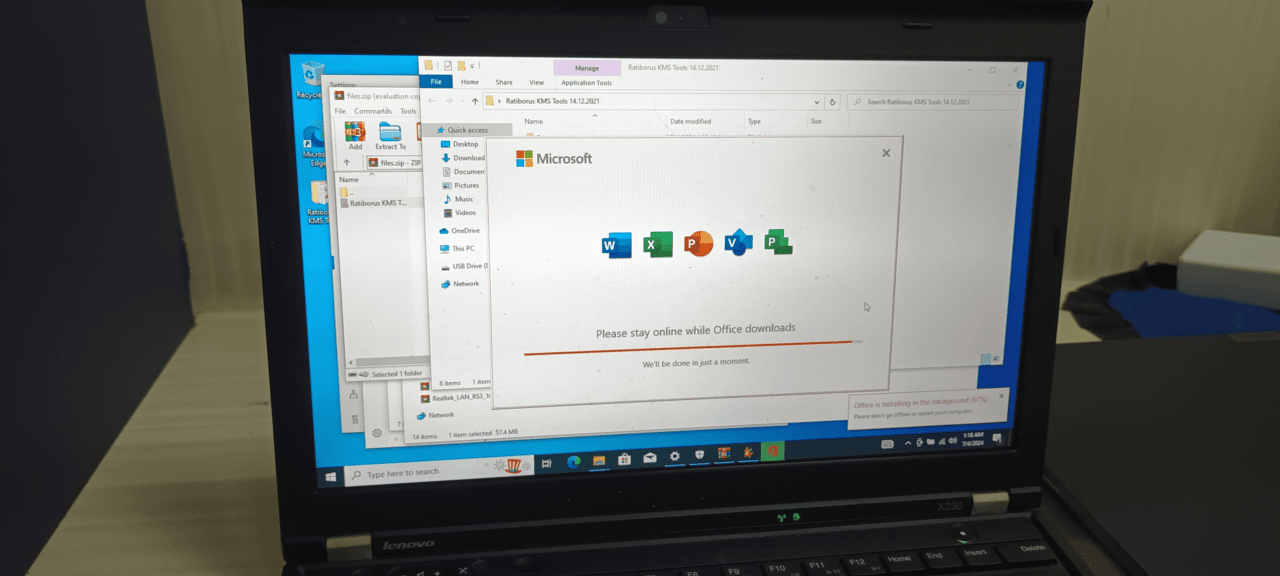 Recycle
Micros
Edge
Ratibo
KMS T
Settings
files.zip (evaluation co
File Commands Tools
Add Extract To
files.zip - ZIP
Name
..
Ratiborus KMS T...
Selected 1 folder
Manage
Ratiborus KMS Tools 14.12.2021
File Home Share View Application Tools
Ratiborus KMS Tools 14.12.2021
Search Ratiborus KMS Tools 14.12.2021
Name Date modified Type Size
Quick access
Desktop
Download
Documen
Pictures
Music
Videos
OneDrive
This PC
USB Drive (
Network
8 items 1 item
Realtek_LAN_RS3_1
Network
14 items 1 item selected 57.4 MB
Microsoft
W X P V P
Please stay online while Office downloads
We'll be done in just a moment.
Office is installing in the background (97%)
Please don't go offline or restart your computer.
Type here to search
1:18 AM
7/4/2024
lenovo
X230
F8 F9 F10 F11 F12 Home End Insert Delete